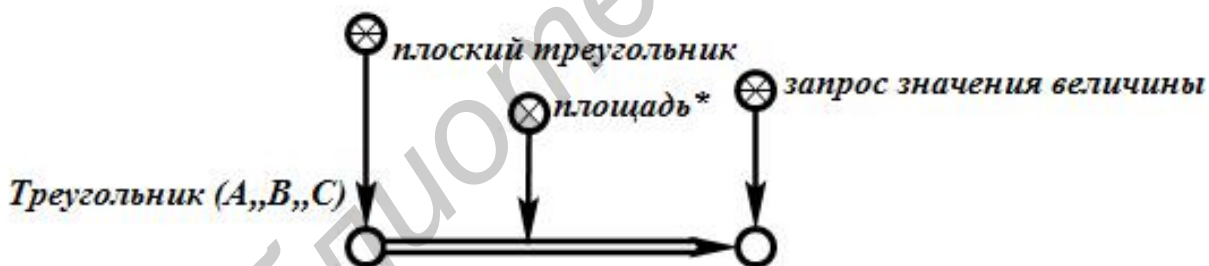 плоский треугольник
запрос значения величины
площадь*
Треугольник (A,,B,,C)